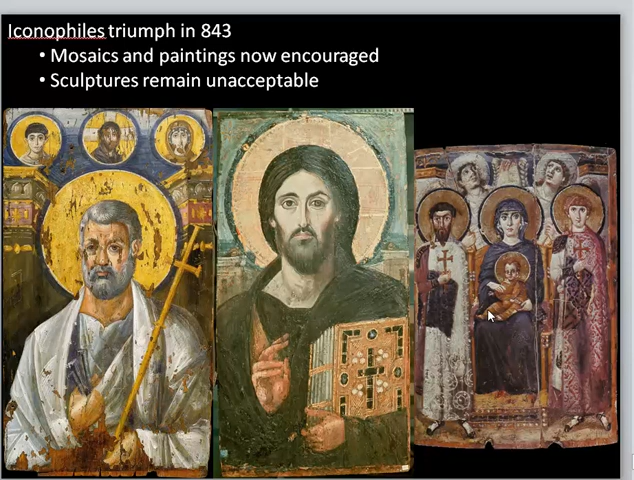 Iconophiles triumph in 843
• Mosaics and paintings now encouraged
• Sculptures remain unacceptable